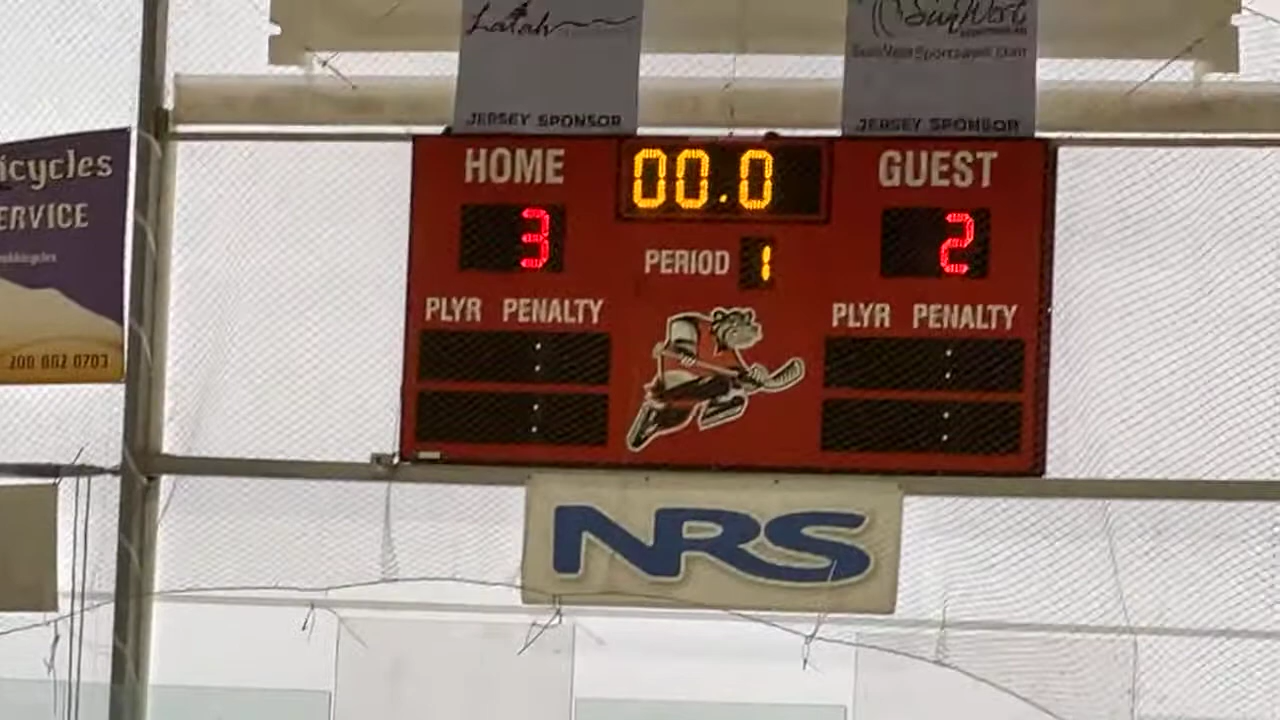 Latah
SunWest
JERSEY SPONSOR
JERSEY SPONSOR
icycles
ERVICE
208 882 0703
HOME
00.0
GUEST
3
PERIOD 1
2
PLYR PENALTY
PLYR PENALTY
NRS